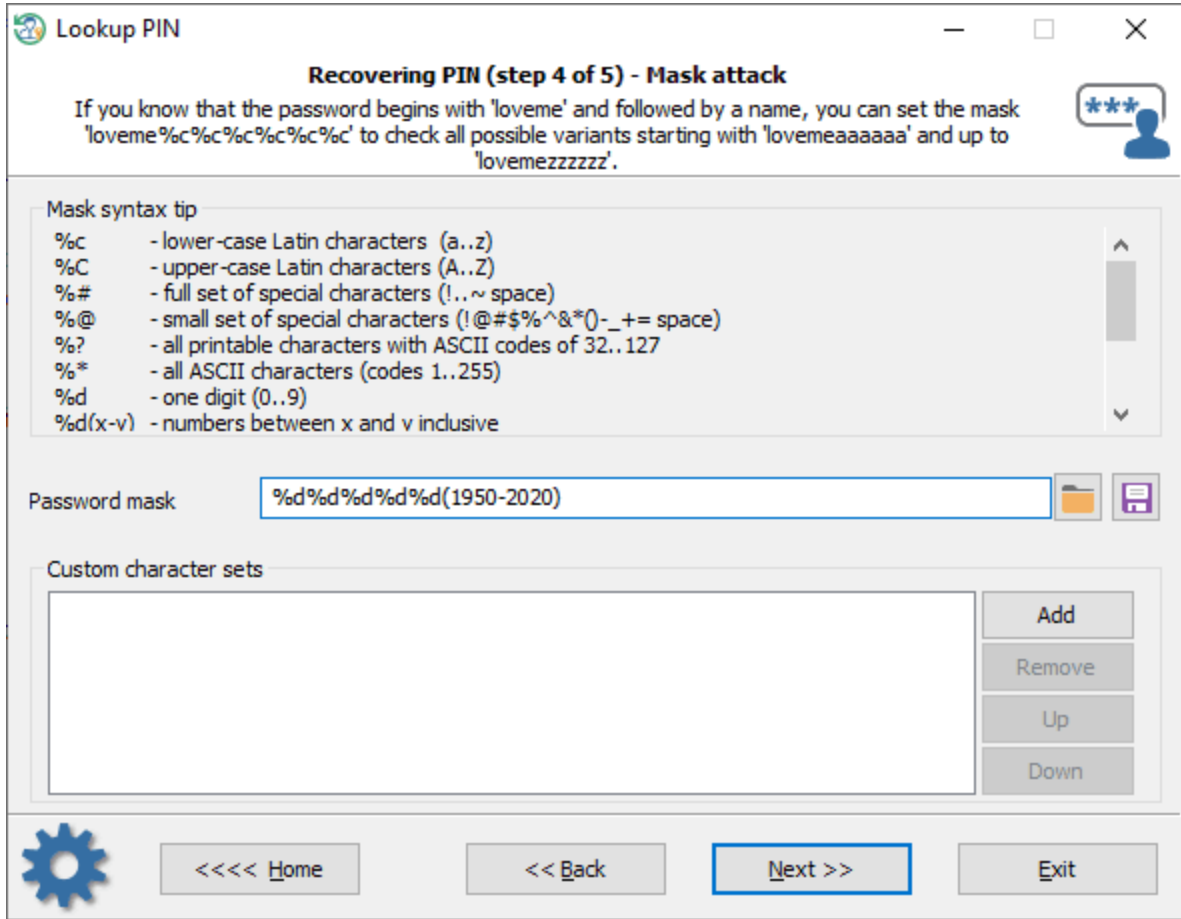 Lookup PIN
Recovering PIN (step 4 of 5) - Mask attack
If you know that the password begins with 'loveme' and followed by a name, you can set the mask
'loveme%c%c%c%c%c%c' to check all possible variants starting with 'lovemeaaaaaa' and up to
'lovemezzzzzz'.
***
Mask syntax tip
%c - lower-case Latin characters (a..z)
%C - upper-case Latin characters (A..Z)
%# - full set of special characters (!..~ space)
%@ - small set of special characters (!@#$%^&*()-_+= space)
%? - all printable characters with ASCII codes of 32..127
%* - all ASCII characters (codes 1..255)
%d - one digit (0..9)
%d(x-y) - numbers between x and y inclusive
Password mask %d%d%d%d%d(1950-2020)
Custom character sets
Add
Remove
Up
Down
<<<< Home << Back Next >> Exit